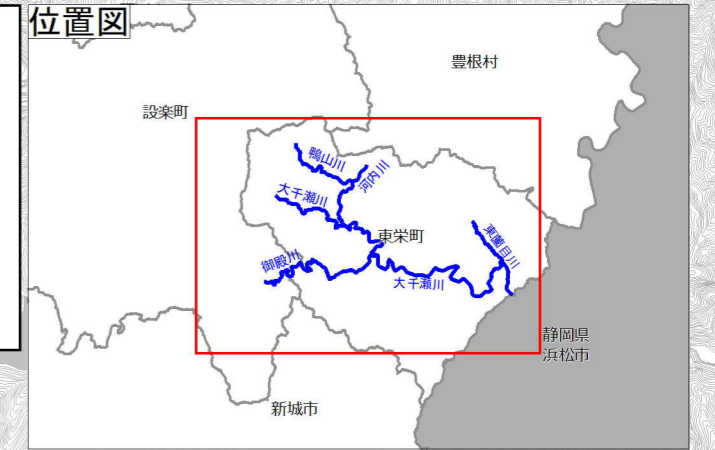 位置図
豊根村
設楽町
鴨山川
河内川
大千瀬川
東栄町
東薗目川
御殿川
大千瀬川
静岡県
浜松市
新城市